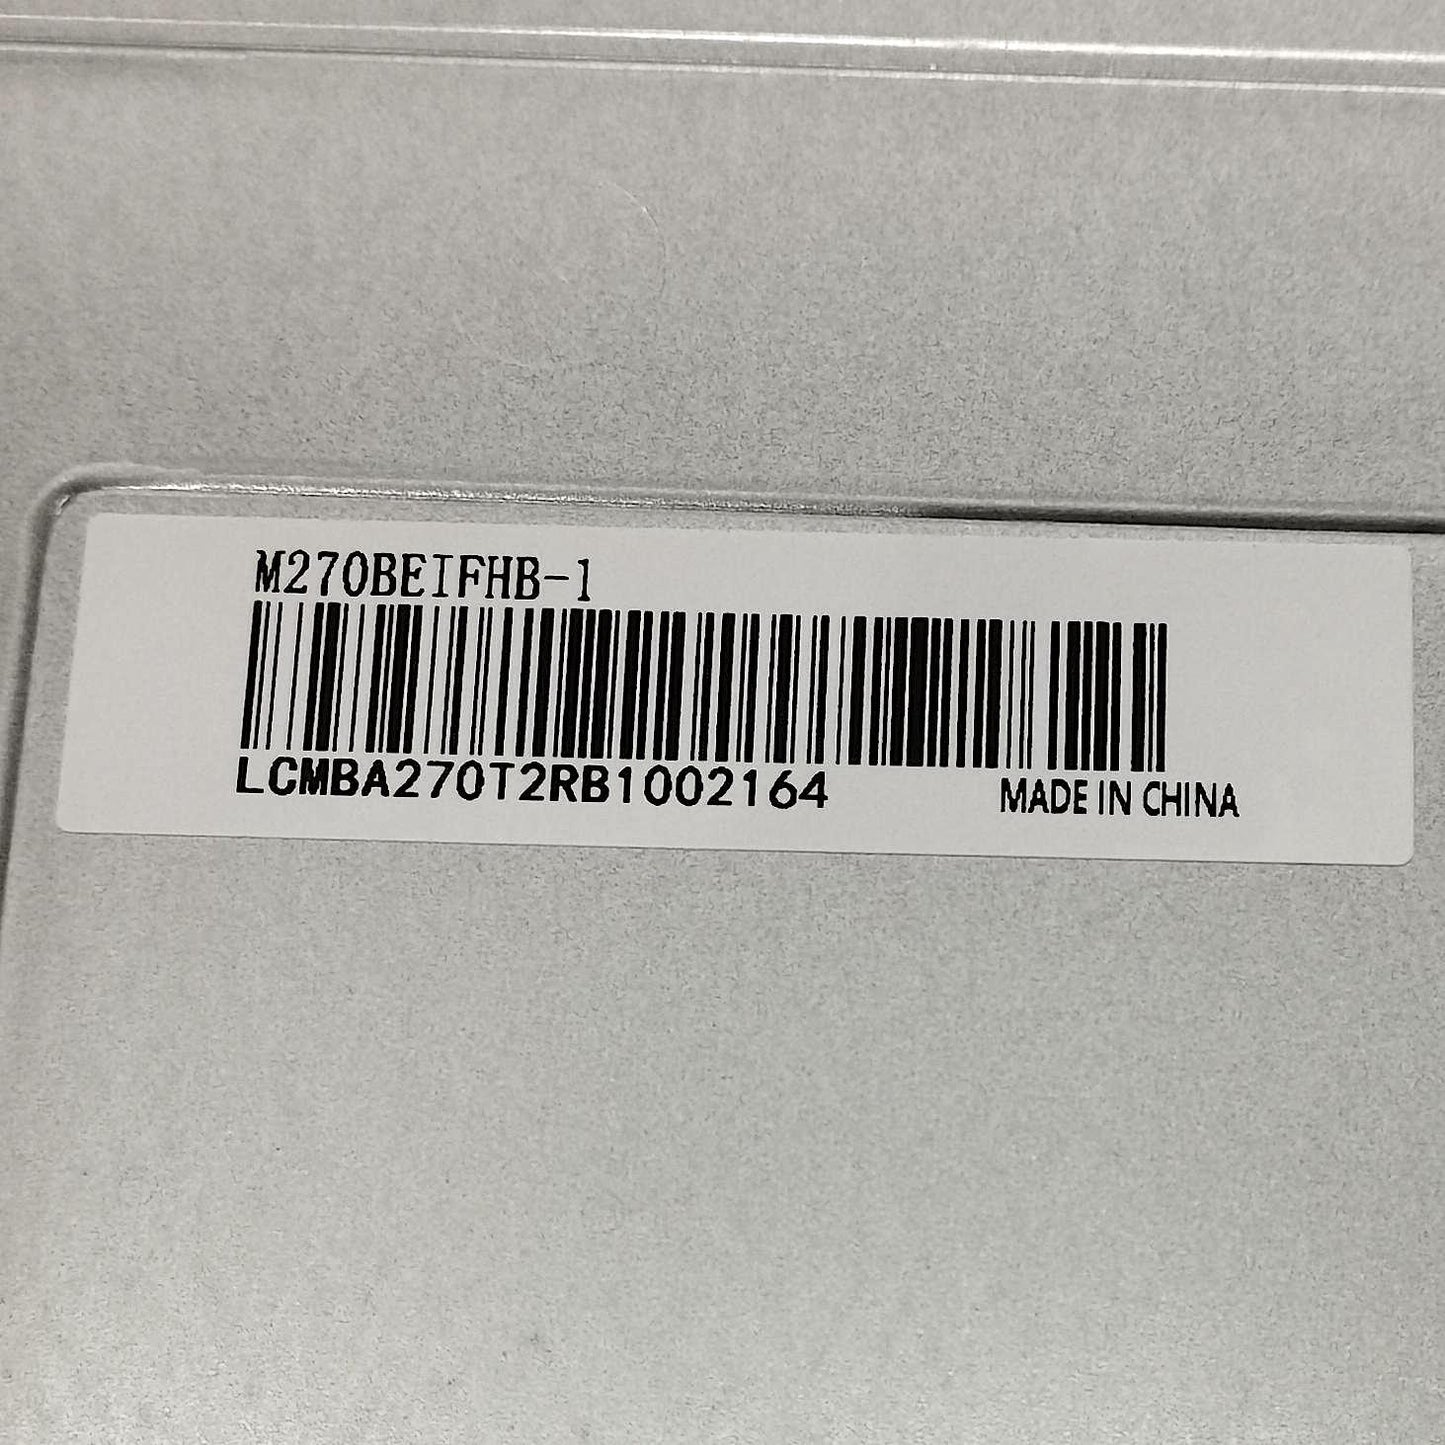 M270BEIFHB-1
LCMBA270T2RB1002164
MADE IN CHINA